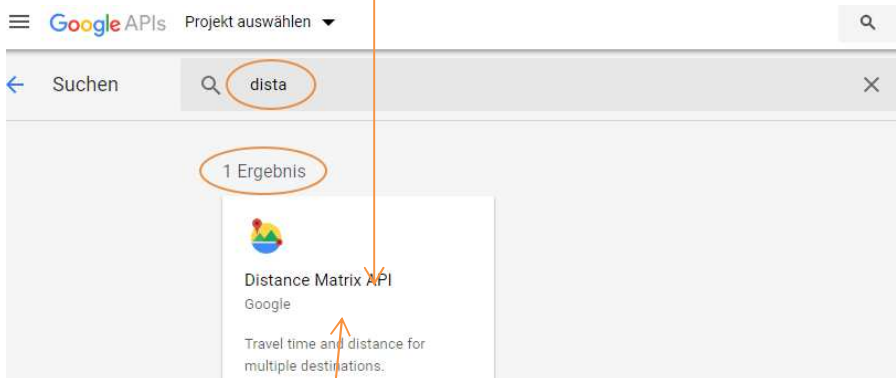 Google APIs Projekt auswählen
Suchen dista
1 Ergebnis
Distance Matrix API
Google
Travel time and distance for
multiple destinations.